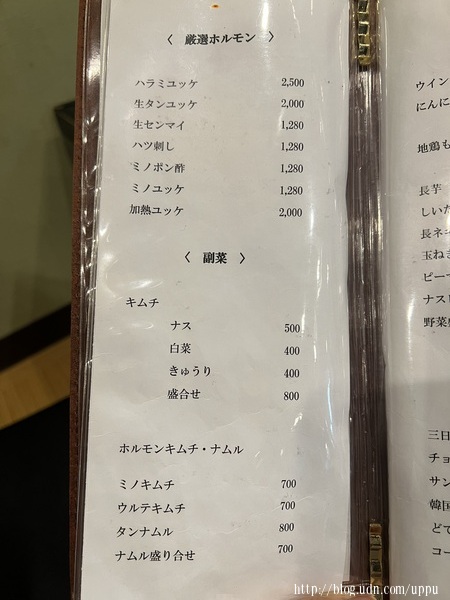 〈 厳選ホルモン 〉
ハラミユッケ 2,500
生タンユッケ 2,000
生センマイ 1,280
ハツ刺し 1,280
ミノポン酢 1,280
ミノユッケ 1,280
加熱ユッケ 2,000
〈 副菜 〉
キムチ
ナス 500
白菜 400
きゅうり 400
盛合せ 800
ホルモンキムチ・ナムル
ミノキムチ 700
ウルテキムチ 700
タンナムル 800
ナムル盛り合せ 700
ウイン
にんに
地鶏も
長芋
しいた
長ネギ
玉ねぎ
ピーマ
ナス
野菜
三日
チョ
サン
韓国
どて
コー
http://blog.udn.com/uppu